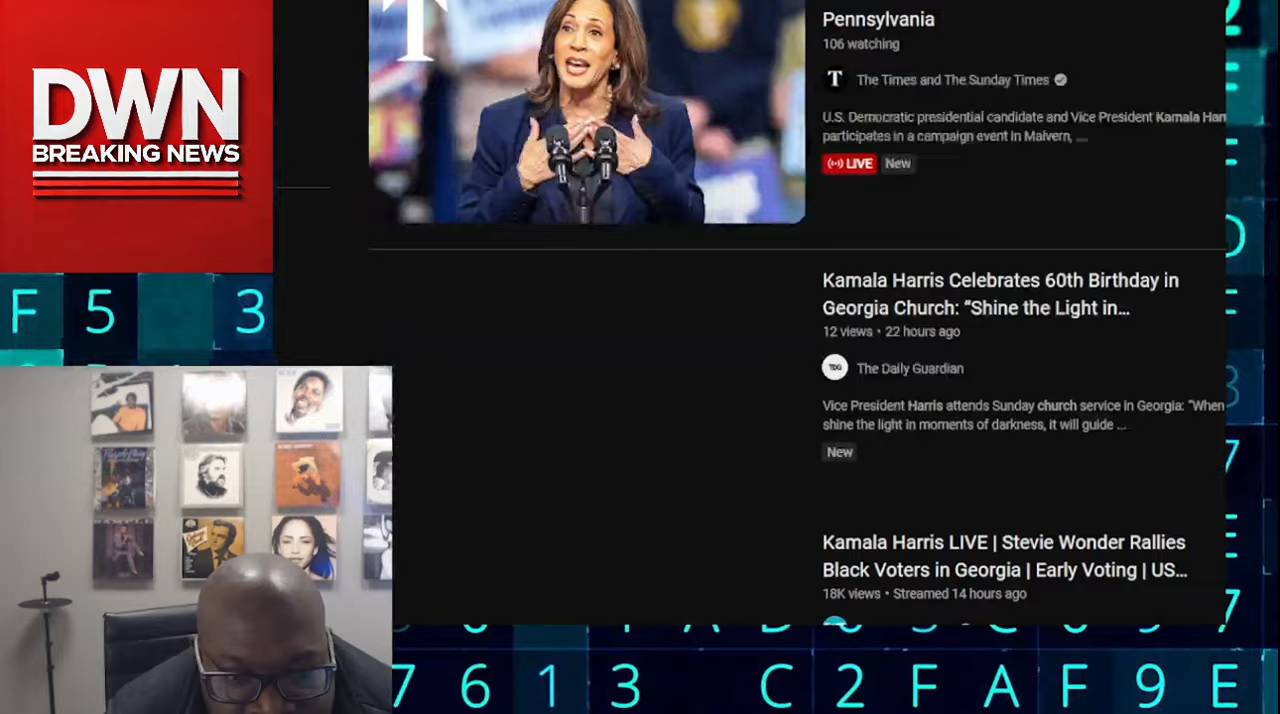 DWN
BREAKING NEWS
T
Pennsylvania
106 watching
T The Times and The Sunday Times
U.S. Democratic presidential candidate and Vice President Kamala Harr
participates in a campaign event in Malvern, ...
LIVE New
Kamala Harris Celebrates 60th Birthday in
Georgia Church: “Shine the Light in...
12 views • 22 hours ago
TDG The Daily Guardian
Vice President Harris attends Sunday church service in Georgia: “When
shine the light in moments of darkness, it will guide ...
New
Kamala Harris LIVE | Stevie Wonder Rallies
Black Voters in Georgia | Early Voting | US...
18K views • Streamed 14 hours ago
F 5 3
7 6 1 3 C 2 F A F 9 E